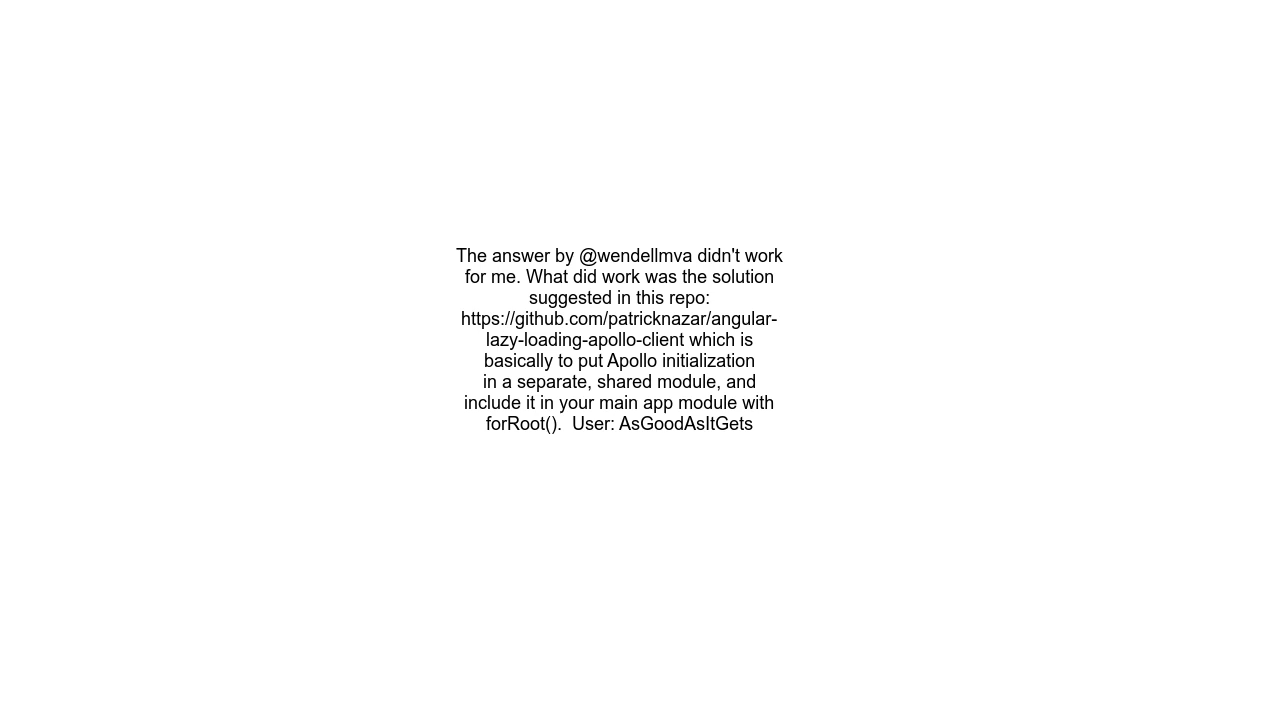 The answer by @wendellmva didn't work
for me. What did work was the solution
suggested in this repo:
https://github.com/patricknazar/angular-
lazy-loading-apollo-client which is
basically to put Apollo initialization
in a separate, shared module, and
include it in your main app module with
forRoot().  User: AsGoodAsItGets